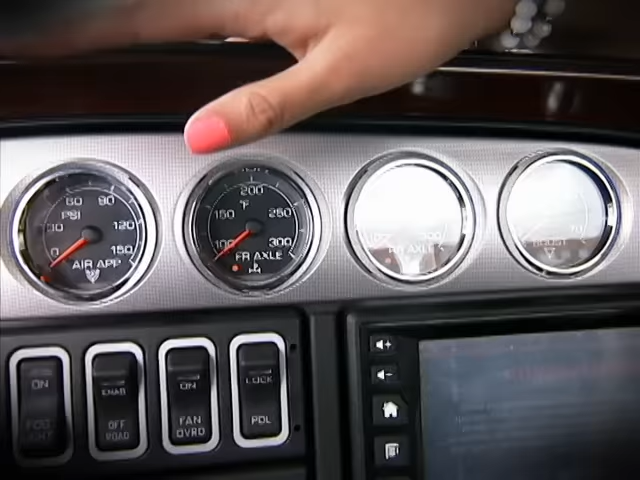 60 90
PSI
30 120
0 150
AIR APP
200
°F
150 250
100 300
FR AXLE
AXLE
BOOST
ON
ENAB
OFF
ROAD
ON
FAN
OVRD
LOCK
PDL